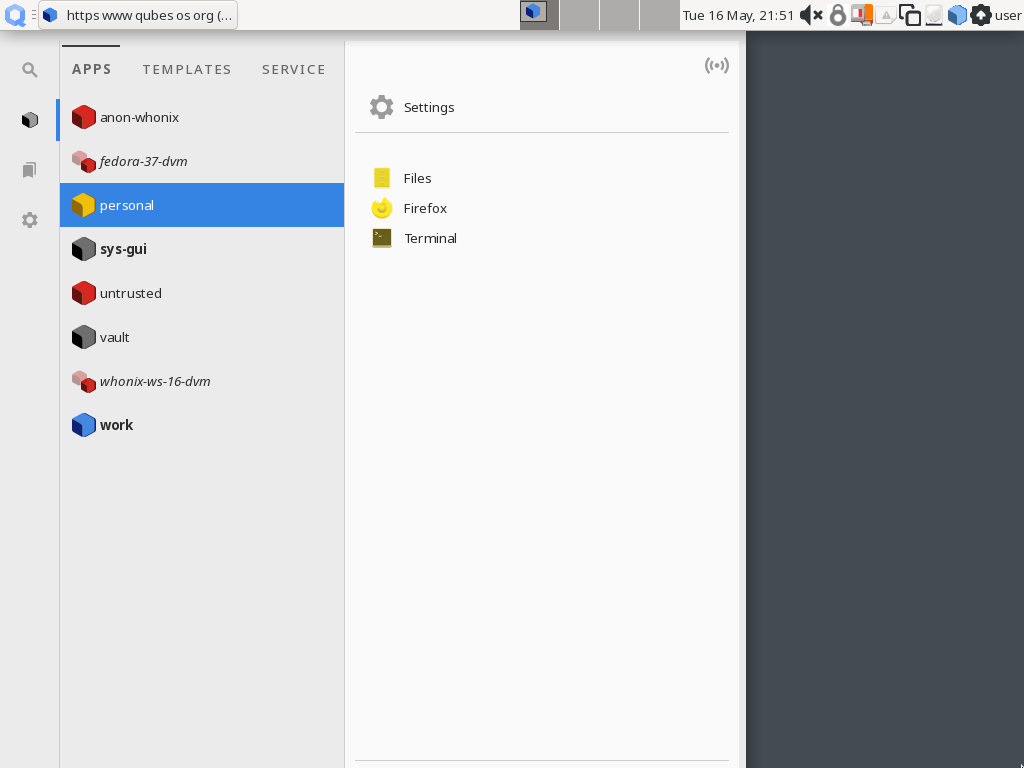 https www qubes os org (...
Tue 16 May, 21:51
user
APPS TEMPLATES SERVICE
anon-whonix
fedora-37-dvm
personal
sys-gui
untrusted
vault
whonix-ws-16-dvm
work
Settings
Files
Firefox
Terminal